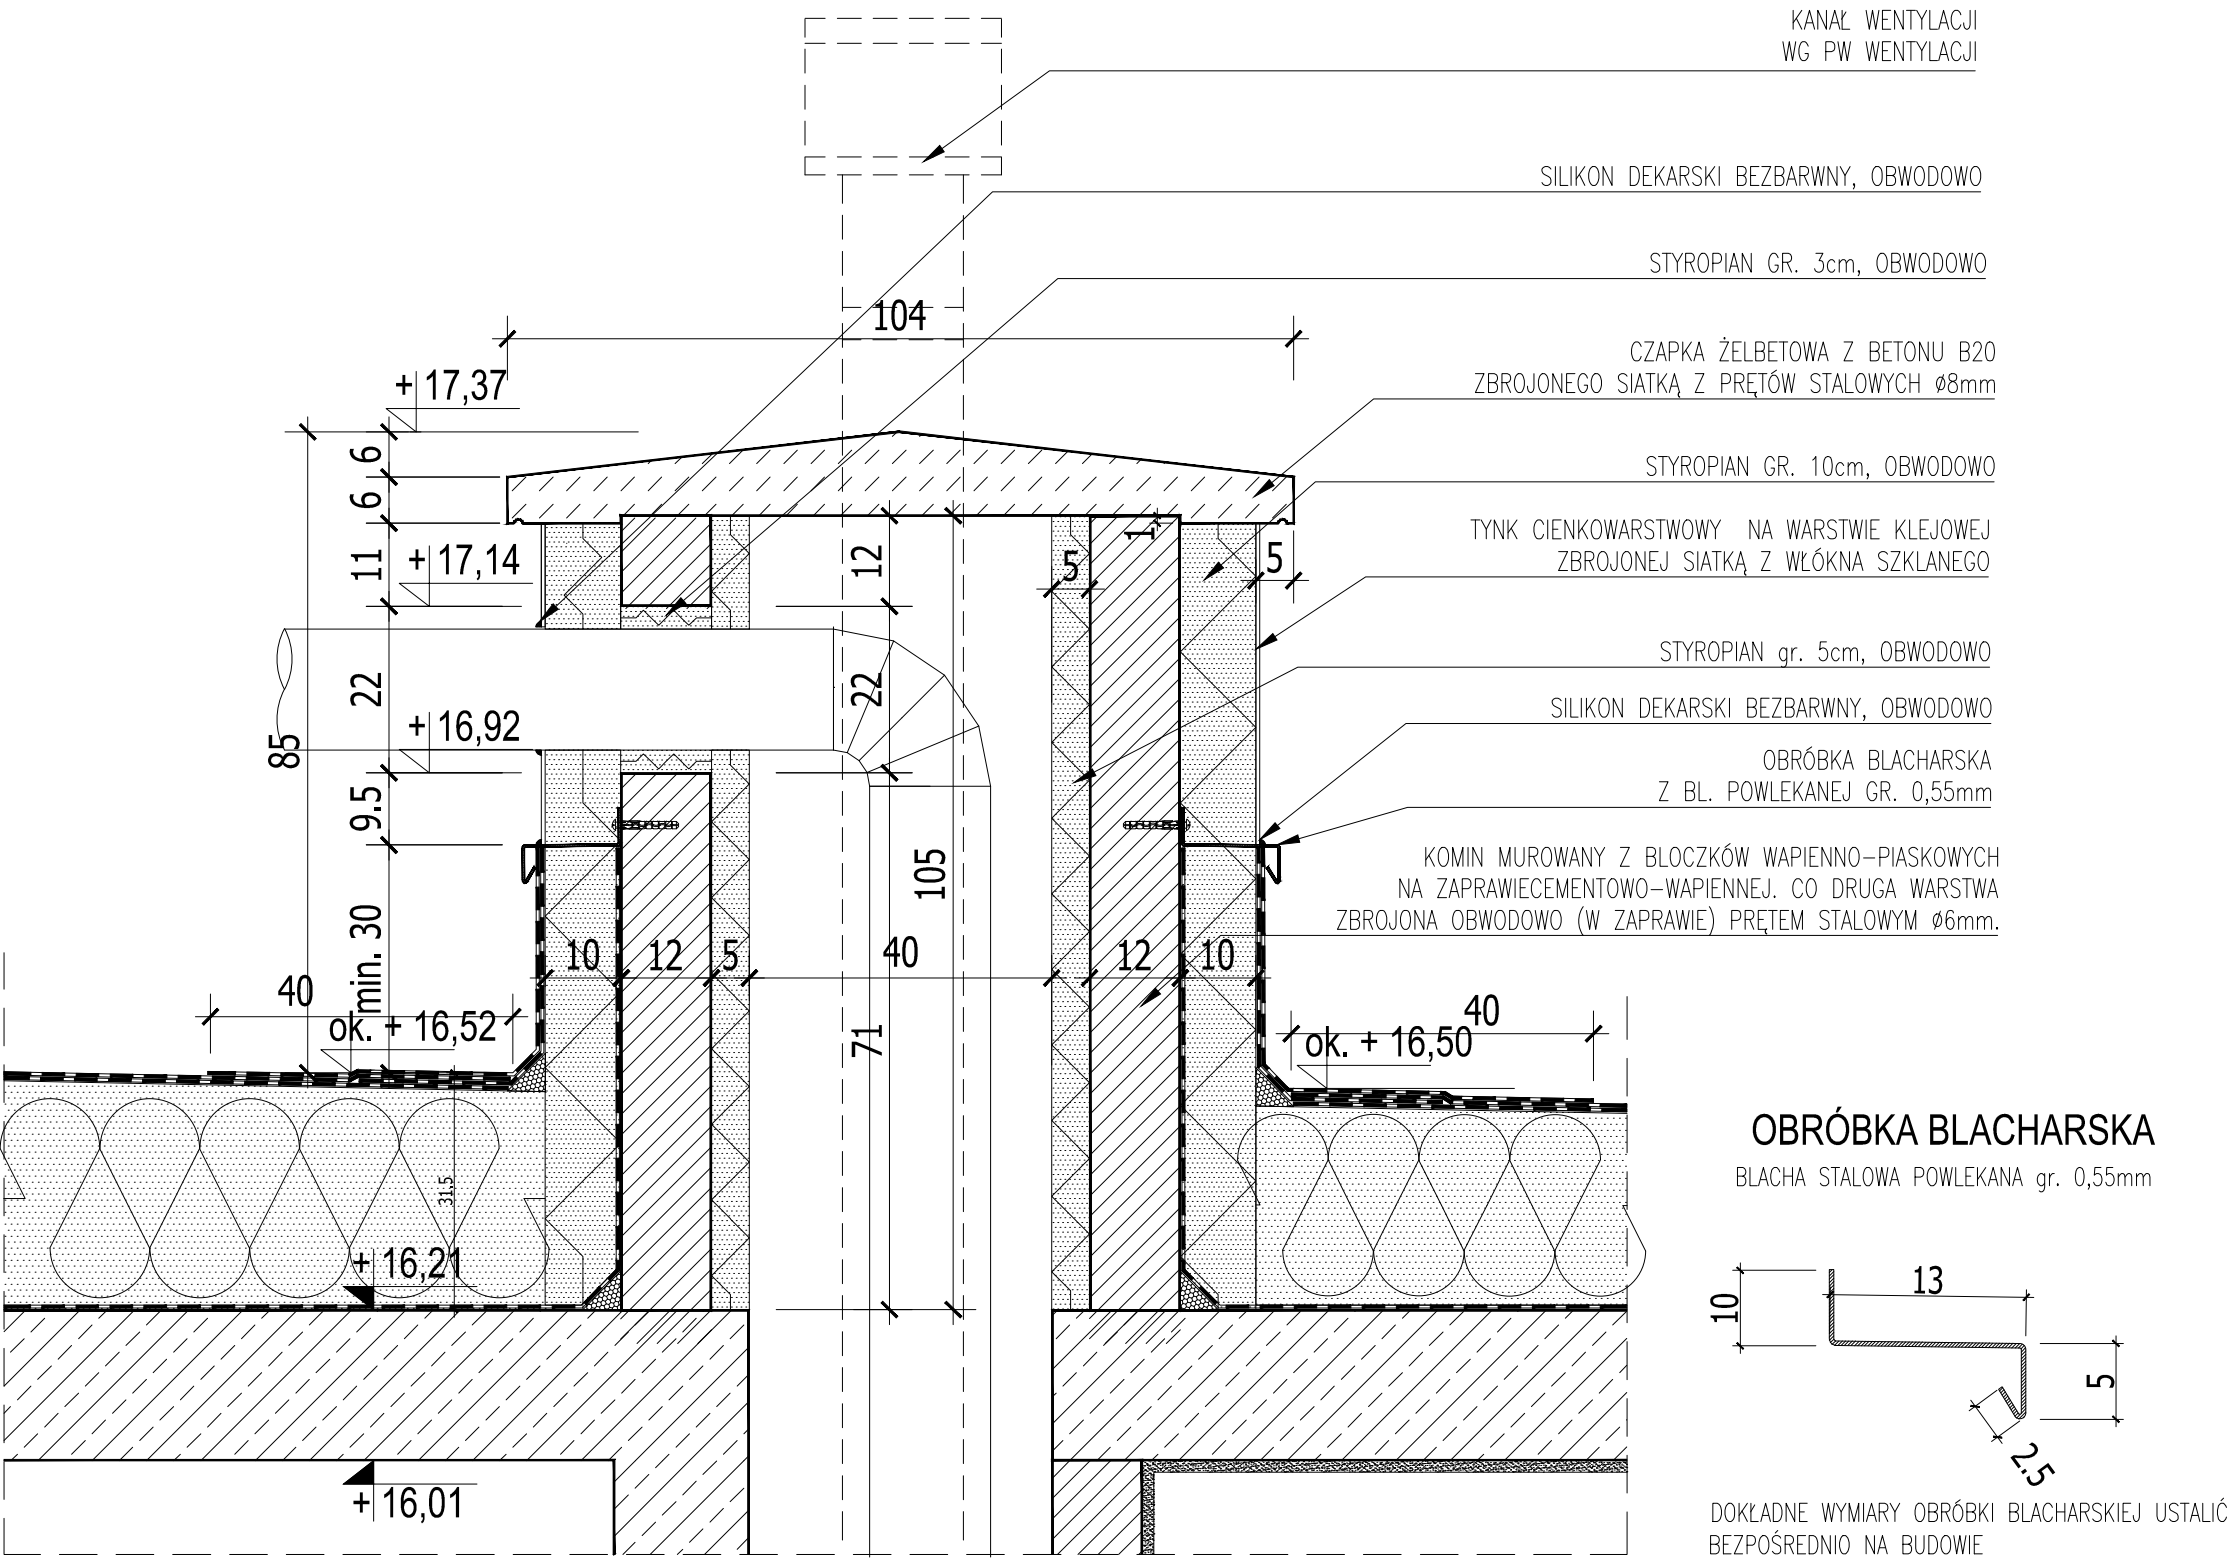 KANAŁ WENTYLACJI
WG PW WENTYLACJI
SILIKON DEKARSKI BEZBARWNY, OBWODOWO
STYROPIAN GR. 3cm, OBWODOWO
104
CZAPKA ŻELBETOWA Z BETONU B20
ZBROJONEGO SIATKĄ Z PRĘTÓW STALOWYCH ø8mm
+ 17,37
6
STYROPIAN GR. 10cm, OBWODOWO
6
TYNK CIENKOWARSTWOWY NA WARSTWIE KLEJOWEJ
ZBROJONEJ SIATKĄ Z WŁÓKNA SZKLANEGO
1
11
+ 17,14
12
5
5
STYROPIAN gr. 5cm, OBWODOWO
22
22
SILIKON DEKARSKI BEZBARWNY, OBWODOWO
+ 16,92
85
OBRÓBKA BLACHARSKA
Z BL. POWLEKANEJ GR. 0,55mm
9.5
105
KOMIN MUROWANY Z BLOCZKÓW WAPIENNO-PIASKOWYCH
NA ZAPRAWIECEMENTOWO-WAPIENNEJ. CO DRUGA WARSTWA
ZBROJONA OBWODOWO (W ZAPRAWIE) PRĘTEM STALOWYM ø6mm.
min. 30
10
12
5
40
12
10
40
40
ok. + 16,52
71
ok. + 16,50
31.5
+ 16,21
+ 16,01
OBRÓBKA BLACHARSKA
BLACHA STALOWA POWLEKANA gr. 0,55mm
10
13
5
2.5
DOKŁADNE WYMIARY OBRÓBKI BLACHARSKIEJ USTALIĆ
BEZPOŚREDNIO NA BUDOWIE